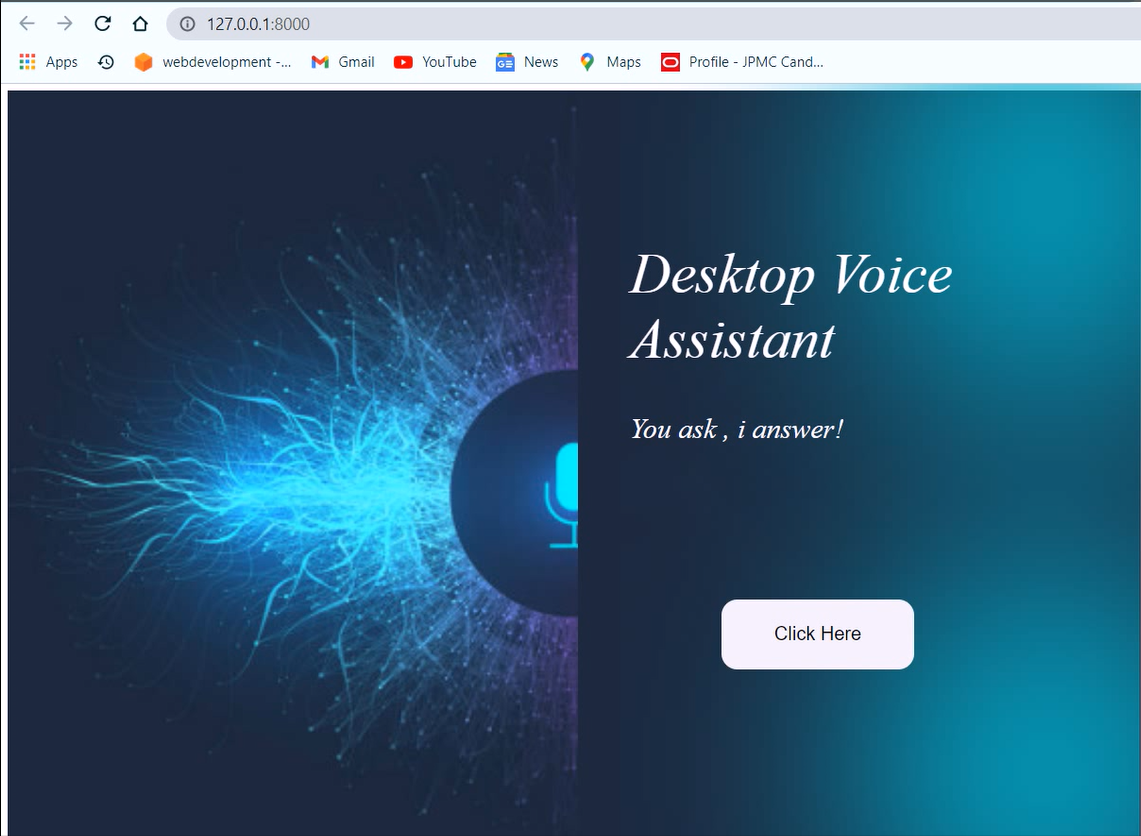 127.0.0.1:8000
Apps webdevelopment -... Gmail YouTube GE News Maps Profile - JPMC Cand...
Desktop Voice
Assistant
You ask , i answer!
Click Here